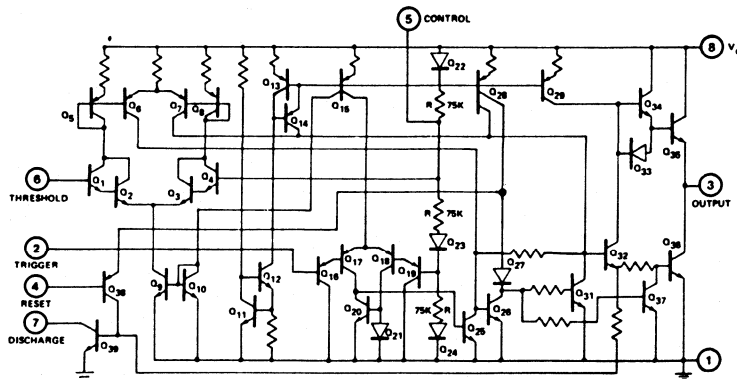 5 CONTROL
8 V
Q22
Q13
Q14
Q15
Q28
Q29
Q34
Q35
Q33
R 75K
Q5
Q6
Q7
Q8
6 THRESHOLD
Q1
Q2
Q3
Q4
R 75K
Q23
3 OUTPUT
2 TRIGGER
4 RESET
7 DISCHARGE
Q38
Q39
Q9
Q10
Q11
Q12
Q16
Q17
Q18
Q19
Q20
Q21
75K R
Q24
Q25
Q26
Q27
Q31
Q32
Q37
1